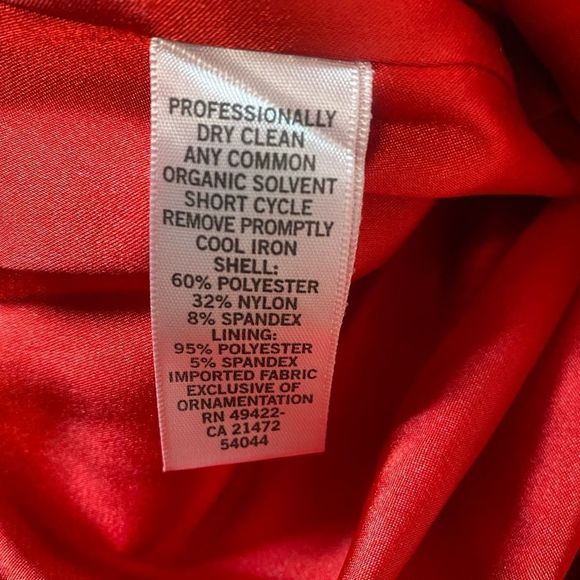 PROFESSIONALLY
DRY CLEAN
ANY COMMON
ORGANIC SOLVENT
SHORT CYCLE
REMOVE PROMPTLY
COOL IRON
SHELL:
60% POLYESTER
32% NYLON
8% SPANDEX
LINING:
95% POLYESTER
5% SPANDEX
IMPORTED FABRIC
EXCLUSIVE OF
ORNAMENTATION
RN 49422-
CA 21472
54044